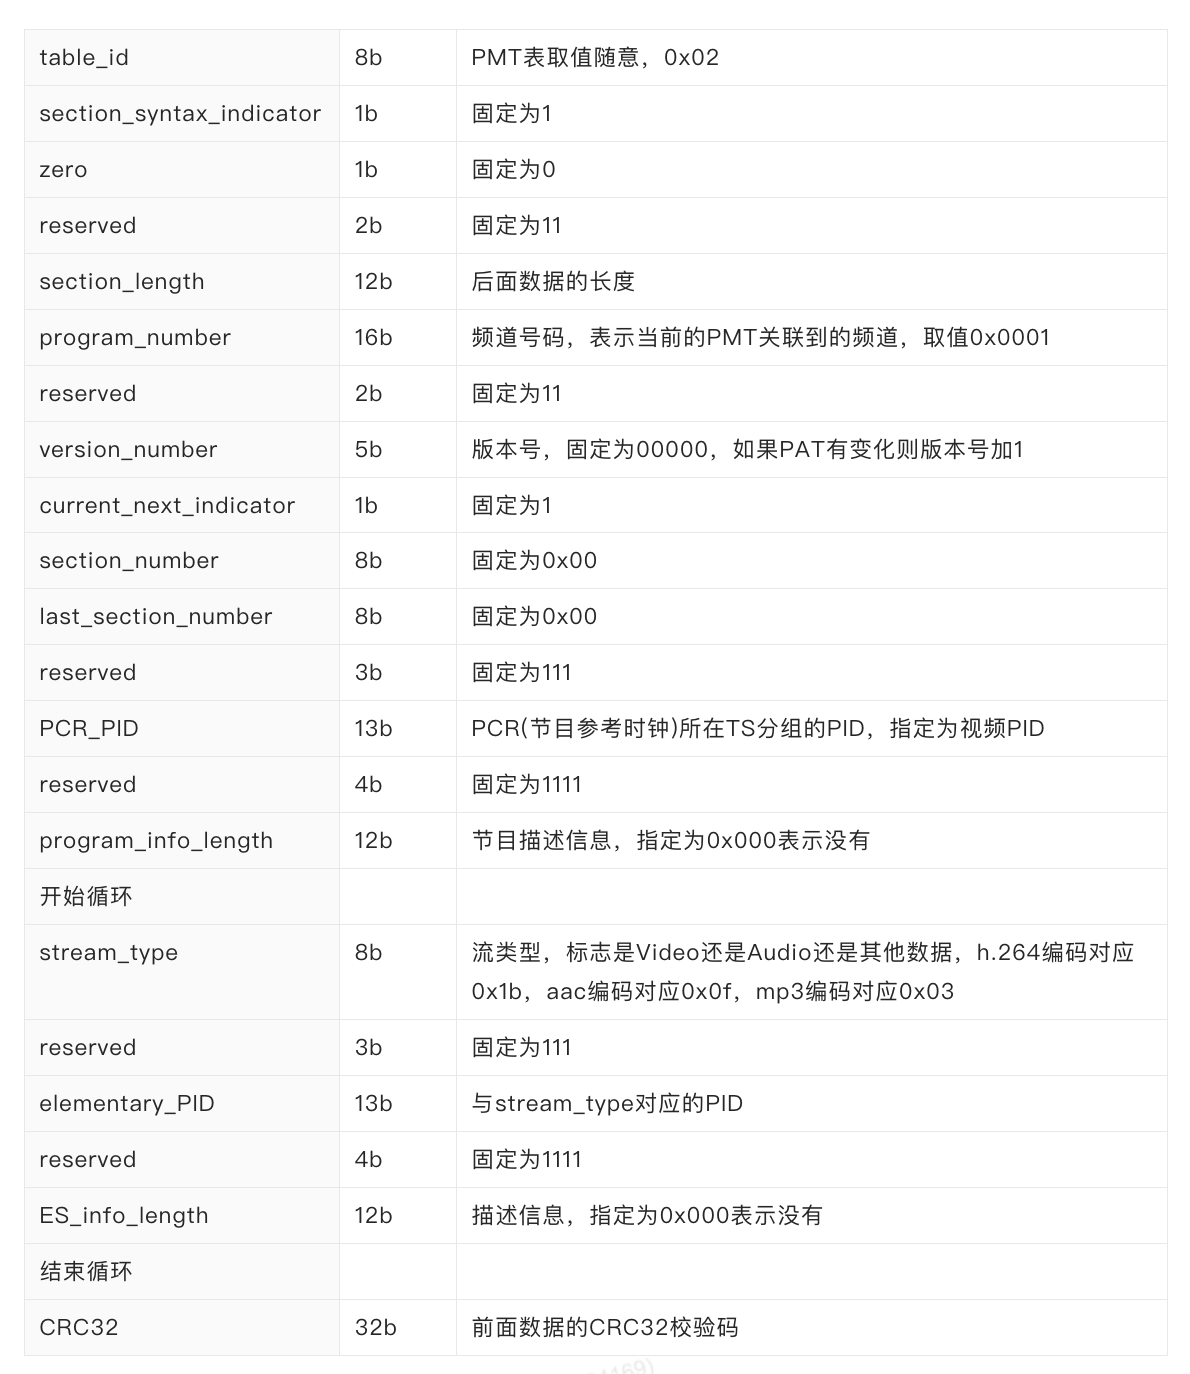 table_id 8b PMT表取值随意，0x02
section_syntax_indicator 1b 固定为1
zero 1b 固定为0
reserved 2b 固定为11
section_length 12b 后面数据的长度
program_number 16b 频道号码，表示当前的PMT关联到的频道，取值0x0001
reserved 2b 固定为11
version_number 5b 版本号，固定为00000，如果PAT有变化则版本号加1
current_next_indicator 1b 固定为1
section_number 8b 固定为0x00
last_section_number 8b 固定为0x00
reserved 3b 固定为111
PCR_PID 13b PCR(节目参考时钟)所在TS分组的PID，指定为视频PID
reserved 4b 固定为1111
program_info_length 12b 节目描述信息，指定为0x000表示没有
开始循环
stream_type 8b 流类型，标志是Video还是Audio还是其他数据，h.264编码对应
0x1b，aac编码对应0x0f，mp3编码对应0x03
reserved 3b 固定为111
elementary_PID 13b 与stream_type对应的PID
reserved 4b 固定为1111
ES_info_length 12b 描述信息，指定为0x000表示没有
结束循环
CRC32 32b 前面数据的CRC32校验码